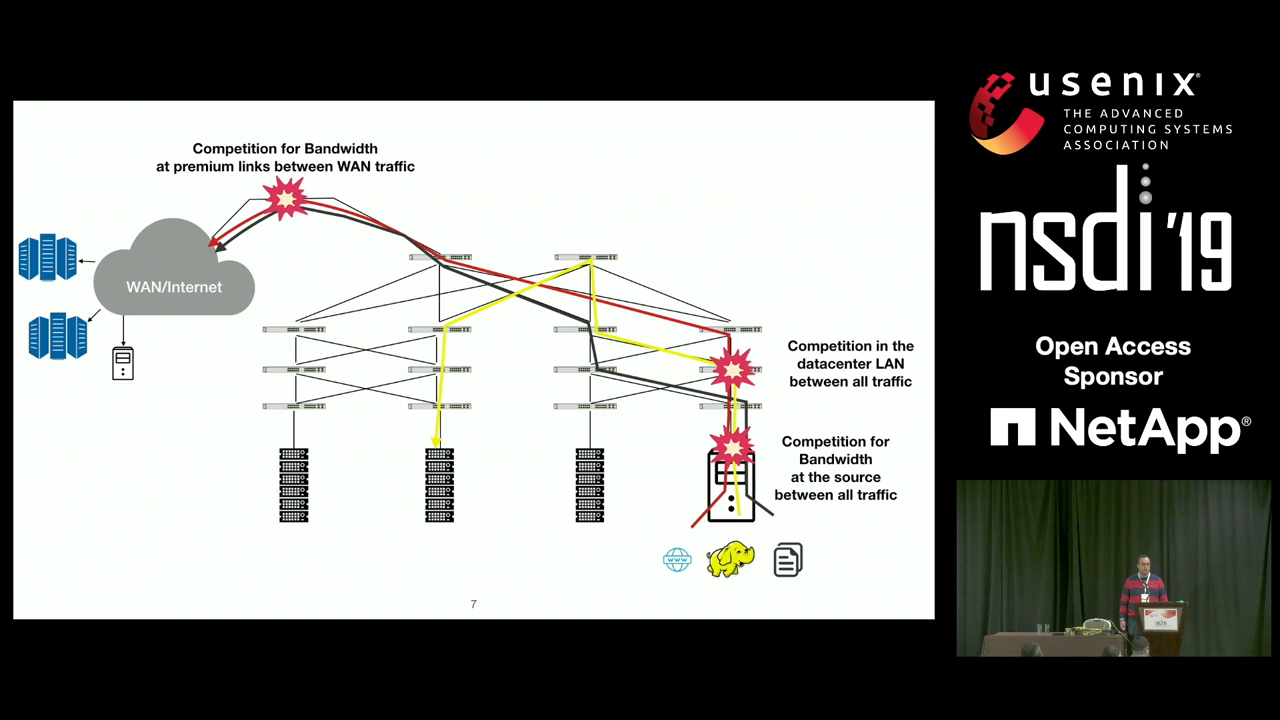 Competition for Bandwidth
at premium links between WAN traffic
WAN/Internet
Competition in the
datacenter LAN
between all traffic
Competition for
Bandwidth
at the source
between all traffic
WWW
7
usenix®
THE ADVANCED
COMPUTING SYSTEMS
ASSOCIATION
nsdi '19
Open Access
Sponsor
NetApp®